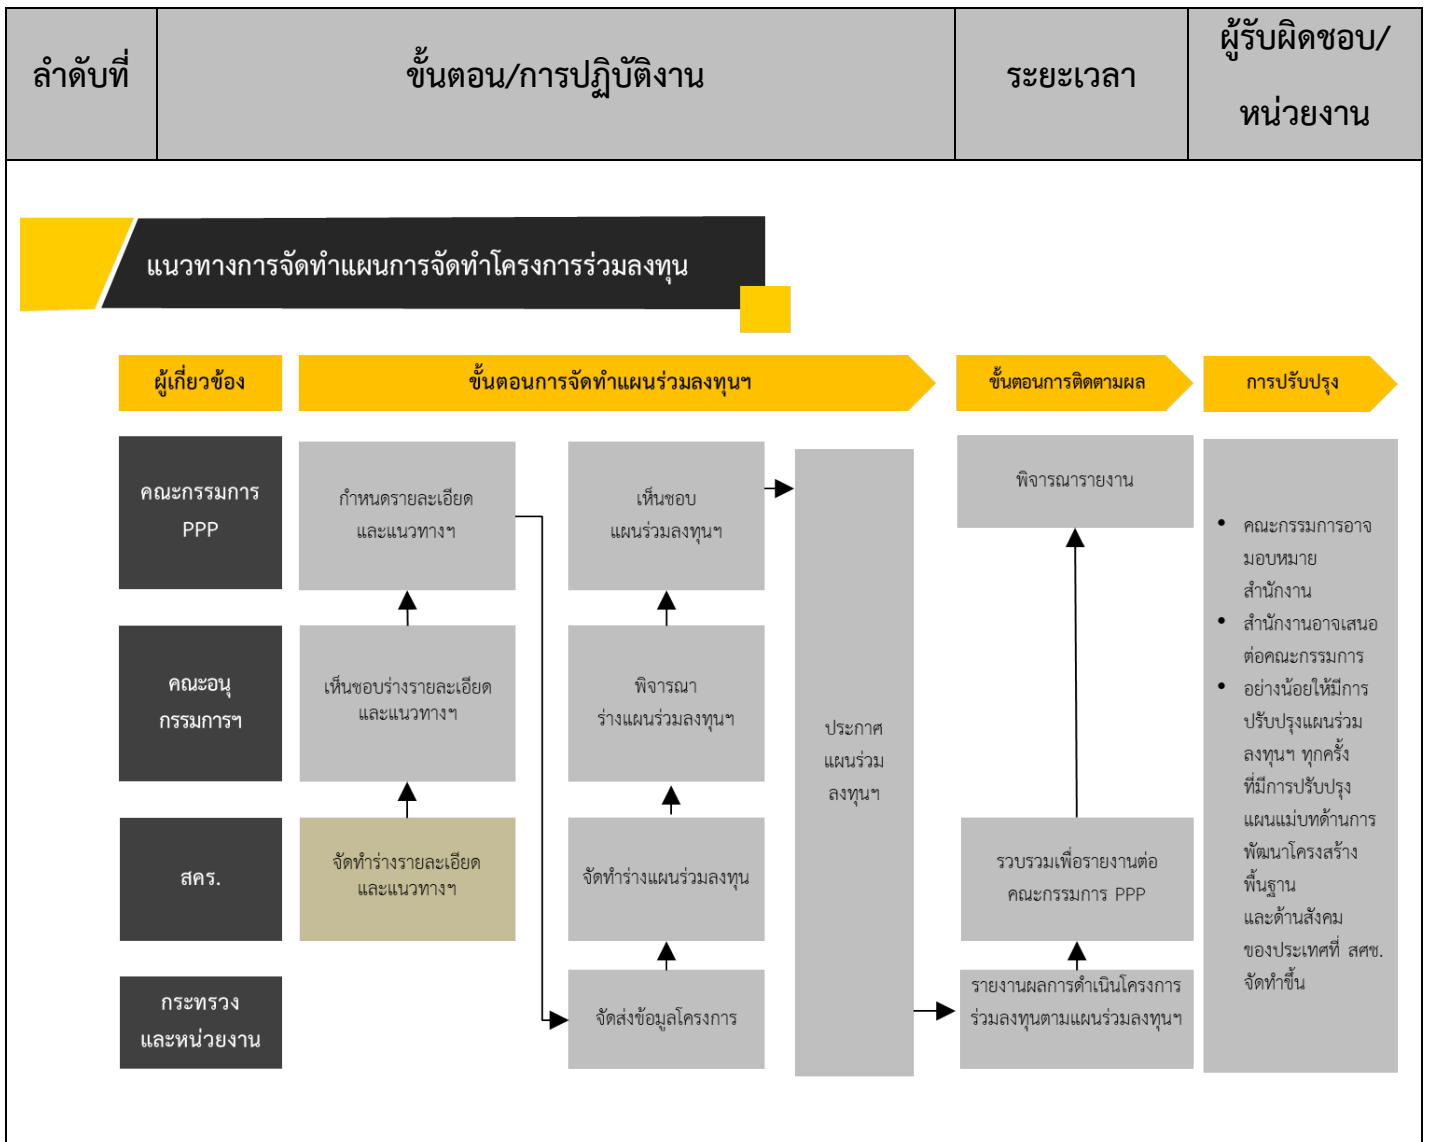 ลำดับที่
ขั้นตอน/การปฏิบัติงาน
ระยะเวลา
ผู้รับผิดชอบ/
หน่วยงาน
แนวทางการจัดทำแผนการจัดทำโครงการร่วมลงทุน
ผู้เกี่ยวข้อง
ขั้นตอนการจัดทำแผนร่วมลงทุนฯ
ขั้นตอนการติดตามผล
การปรับปรุง
คณะกรรมการ
PPP
กำหนดรายละเอียด
และแนวทางฯ
เห็นชอบ
แผนร่วมลงทุนฯ
พิจารณารายงาน
คณะอนุ
กรรมการฯ
เห็นชอบร่างรายละเอียด
และแนวทางฯ
พิจารณา
ร่างแผนร่วมลงทุนฯ
ประกาศ
แผนร่วม
ลงทุนฯ
สคร.
จัดทำร่างรายละเอียด
และแนวทางฯ
จัดทำร่างแผนร่วมลงทุน
รวบรวมเพื่อรายงานต่อ
คณะกรรมการ PPP
กระทรวง
และหน่วยงาน
จัดส่งข้อมูลโครงการ
รายงานผลการดำเนินโครงการ
ร่วมลงทุนตามแผนร่วมลงทุนฯ
• คณะกรรมการอาจ
มอบหมาย
สำนักงาน
• สำนักงานอาจเสนอ
ต่อคณะกรรมการ
• อย่างน้อยให้มีการ
ปรับปรุงแผนร่วม
ลงทุนฯ ทุกครั้ง
ที่มีการปรับปรุง
แผนแม่บทด้านการ
พัฒนาโครงสร้าง
พื้นฐาน
และด้านสังคม
ของประเทศที่ สศช.
จัดทำขึ้น